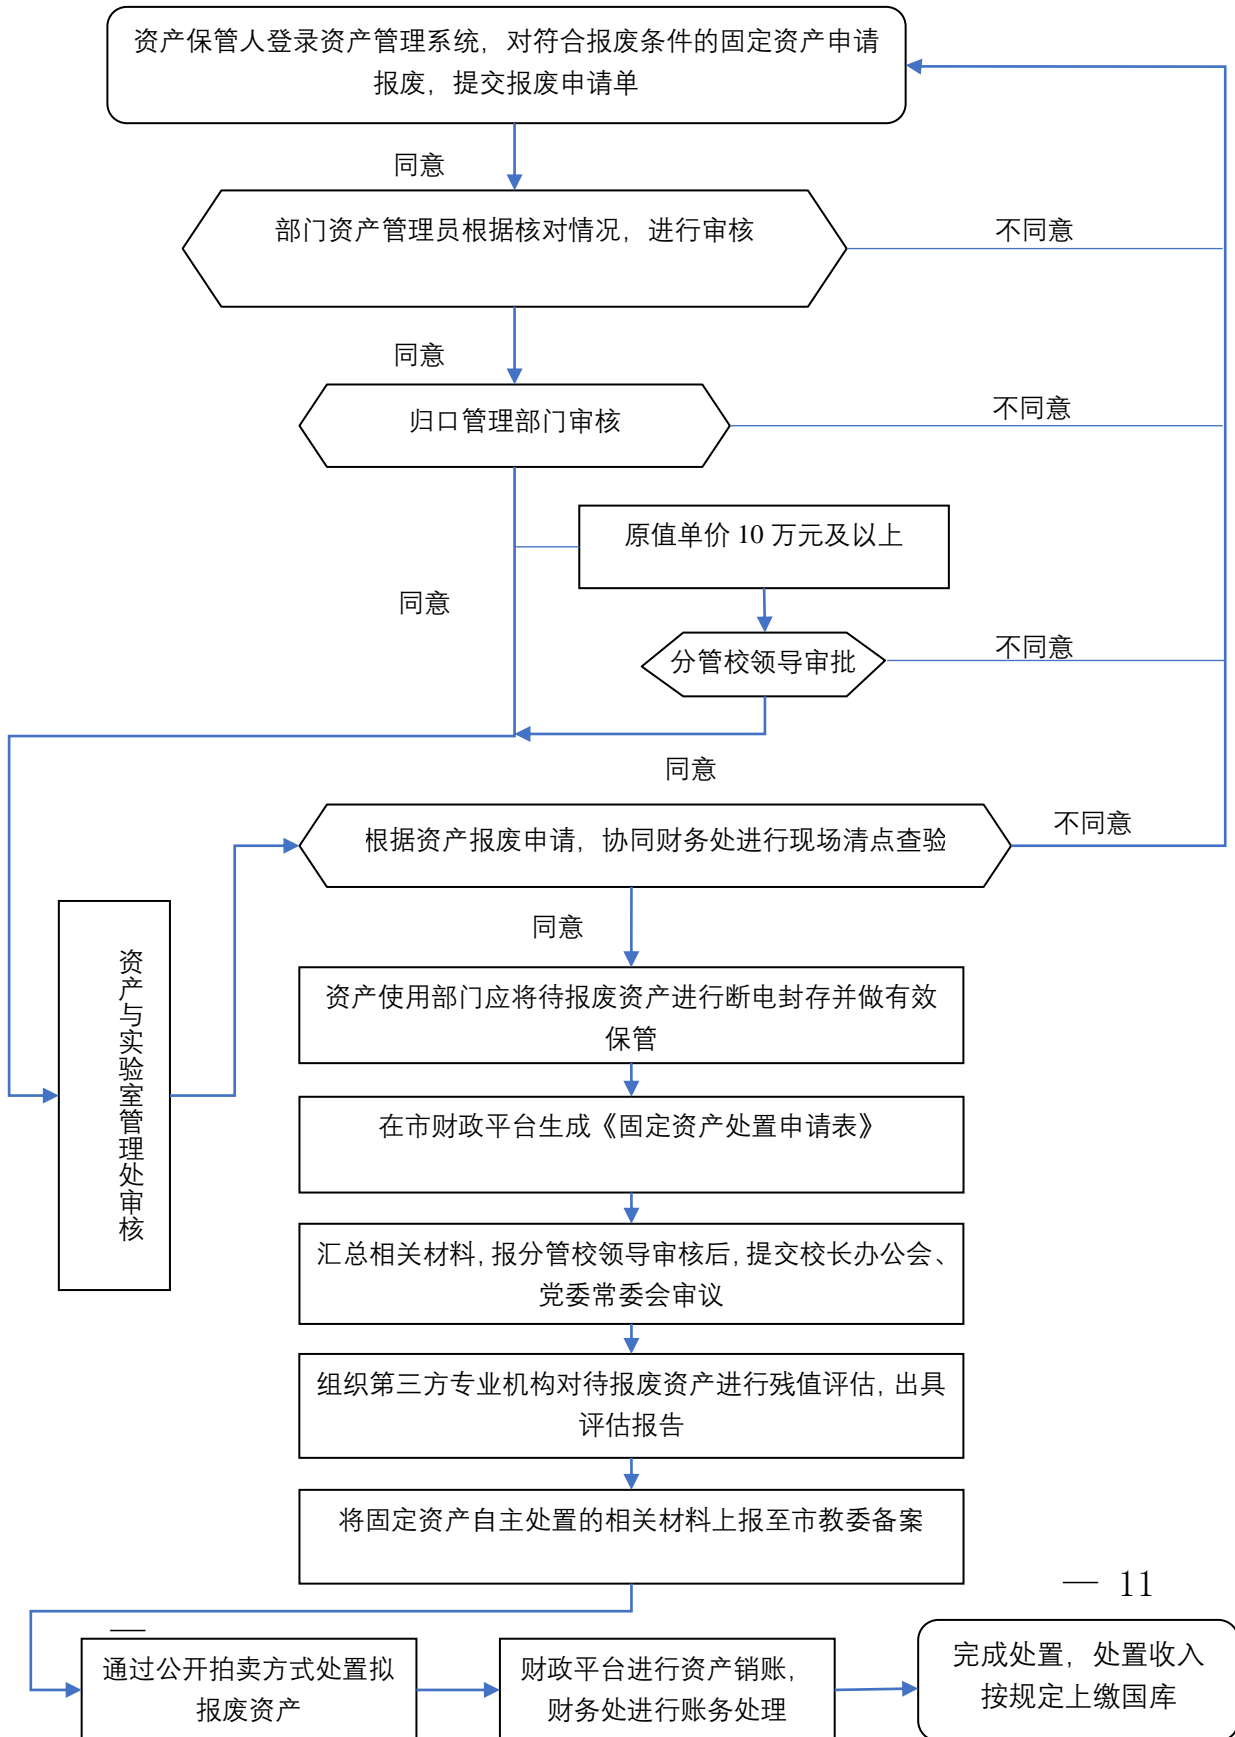 资产保管人登录资产管理系统，对符合报废条件的固定资产申请
报废，提交报废申请单
同意
部门资产管理员根据核对情况，进行审核
不同意
同意
归口管理部门审核
不同意
原值单价 10 万元及以上
同意
分管校领导审批
不同意
同意
根据资产报废申请，协同财务处进行现场清点查验
不同意
同意
资产与实验室管理处审核
资产使用部门应将待报废资产进行断电封存并做有效
保管
在市财政平台生成《固定资产处置申请表》
汇总相关材料，报分管校领导审核后，提交校长办公会、
党委常委会审议
组织第三方专业机构对待报废资产进行残值评估，出具
评估报告
将固定资产自主处置的相关材料上报至市教委备案
— 11
—
通过公开拍卖方式处置拟
报废资产
财政平台进行资产销账，
财务处进行账务处理
完成处置，处置收入
按规定上缴国库